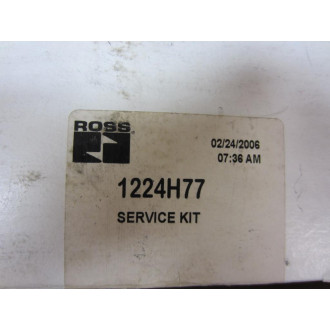 ROSS
02/24/2006
07:36 AM
1224H77
SERVICE KIT